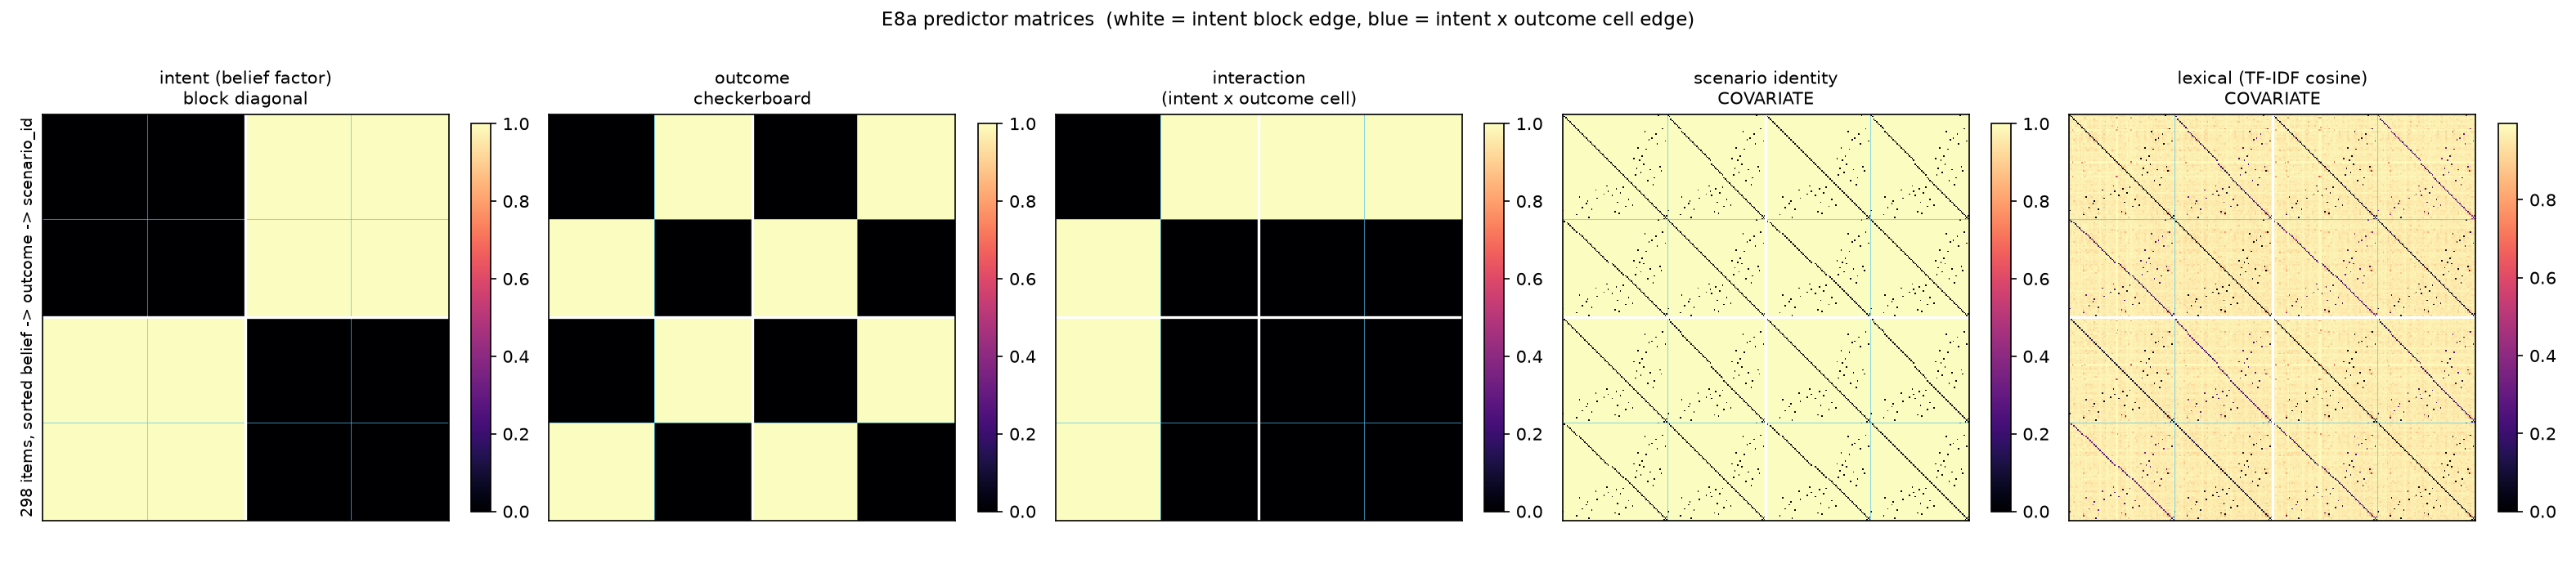 E8a predictor matrices  (white = intent block edge, blue = intent x outcome cell edge)
intent (belief factor)
block diagonal
298 items, sorted belief -> outcome -> scenario_id
1.0
0.8
0.6
0.4
0.2
0.0
outcome
checkerboard
1.0
0.8
0.6
0.4
0.2
0.0
interaction
(intent x outcome cell)
1.0
0.8
0.6
0.4
0.2
0.0
scenario identity
COVARIATE
1.0
0.8
0.6
0.4
0.2
0.0
lexical (TF-IDF cosine)
COVARIATE
0.8
0.6
0.4
0.2
0.0